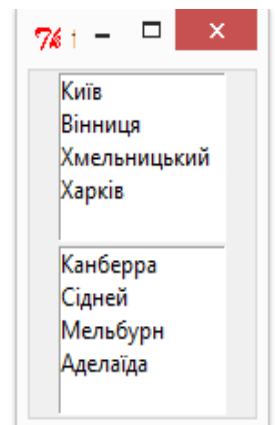 Київ
Вінниця
Хмельницький
Харків
Канберра
Сідней
Мельбурн
Аделаїда